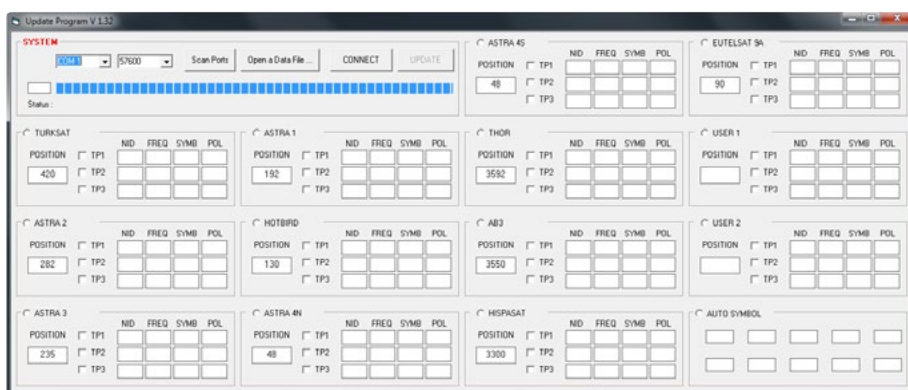 Update Program V 1.32
SYSTEM
COM 1 57600 Scan Ports Open a Data File ... CONNECT UPDATE
Status :
ASTRA 4S NID FREQ SYMB POL
POSITION TP1
48 TP2
TP3
EUTELSAT 9A NID FREQ SYMB POL
POSITION TP1
90 TP2
TP3
TURKSAT NID FREQ SYMB POL
POSITION TP1
420 TP2
TP3
ASTRA 1 NID FREQ SYMB POL
POSITION TP1
192 TP2
TP3
THOR NID FREQ SYMB POL
POSITION TP1
3592 TP2
TP3
USER 1 NID FREQ SYMB POL
POSITION TP1
TP2
TP3
ASTRA 2 NID FREQ SYMB POL
POSITION TP1
282 TP2
TP3
HOTBIRD NID FREQ SYMB POL
POSITION TP1
130 TP2
TP3
AB3 NID FREQ SYMB POL
POSITION TP1
3550 TP2
TP3
USER 2 NID FREQ SYMB POL
POSITION TP1
TP2
TP3
ASTRA 3 NID FREQ SYMB POL
POSITION TP1
235 TP2
TP3
ASTRA 4N NID FREQ SYMB POL
POSITION TP1
48 TP2
TP3
HISPASAT NID FREQ SYMB POL
POSITION TP1
3300 TP2
TP3
AUTO SYMBOL